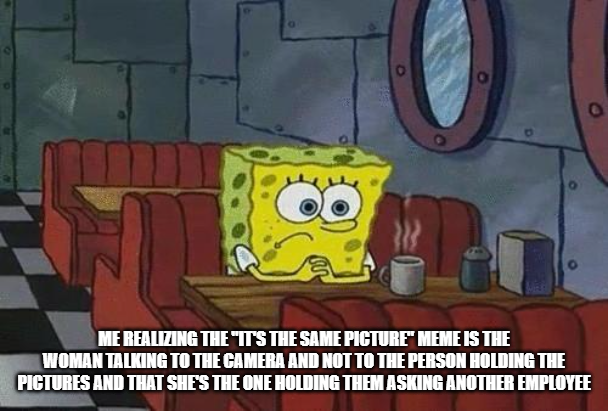 ME REALIZING THE "IT'S THE SAME PICTURE" MEME IS THE
WOMAN TALKING TO THE CAMERA AND NOT TO THE PERSON HOLDING THE
PICTURES AND THAT SHE'S THE ONE HOLDING THEM ASKING ANOTHER EMPLOYEE